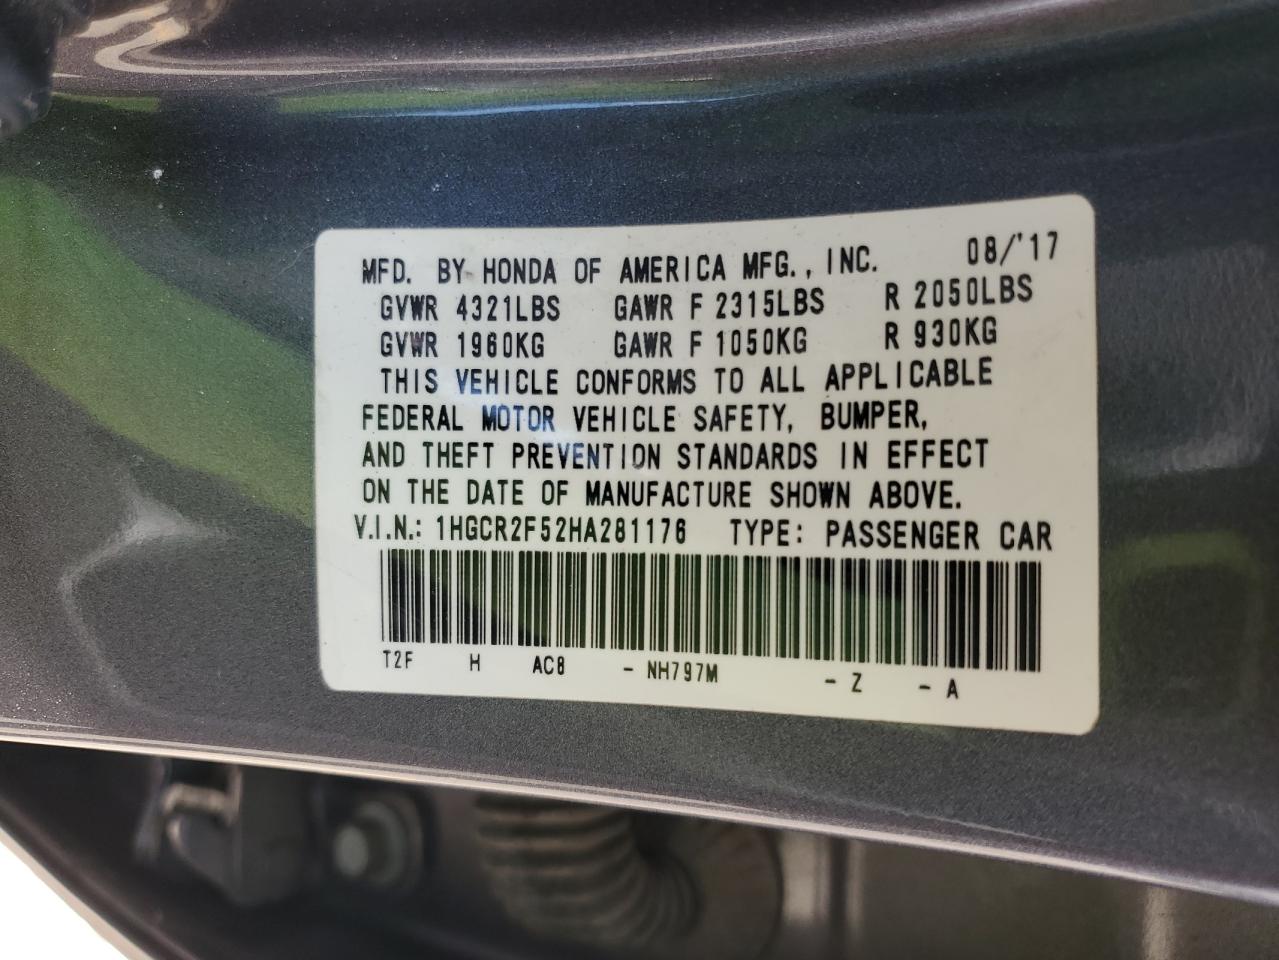 MFD. BY HONDA OF AMERICA MFG., INC. 08/'17
GVWR 4321LBS GAWR F 2315LBS R 2050LBS
GVWR 1960KG GAWR F 1050KG R 930KG
THIS VEHICLE CONFORMS TO ALL APPLICABLE
FEDERAL MOTOR VEHICLE SAFETY, BUMPER,
AND THEFT PREVENTION STANDARDS IN EFFECT
ON THE DATE OF MANUFACTURE SHOWN ABOVE.
V.I.N.: 1HGCR2F52HA281176 TYPE: PASSENGER CAR
T2F H AC8 - NH797M - Z - A